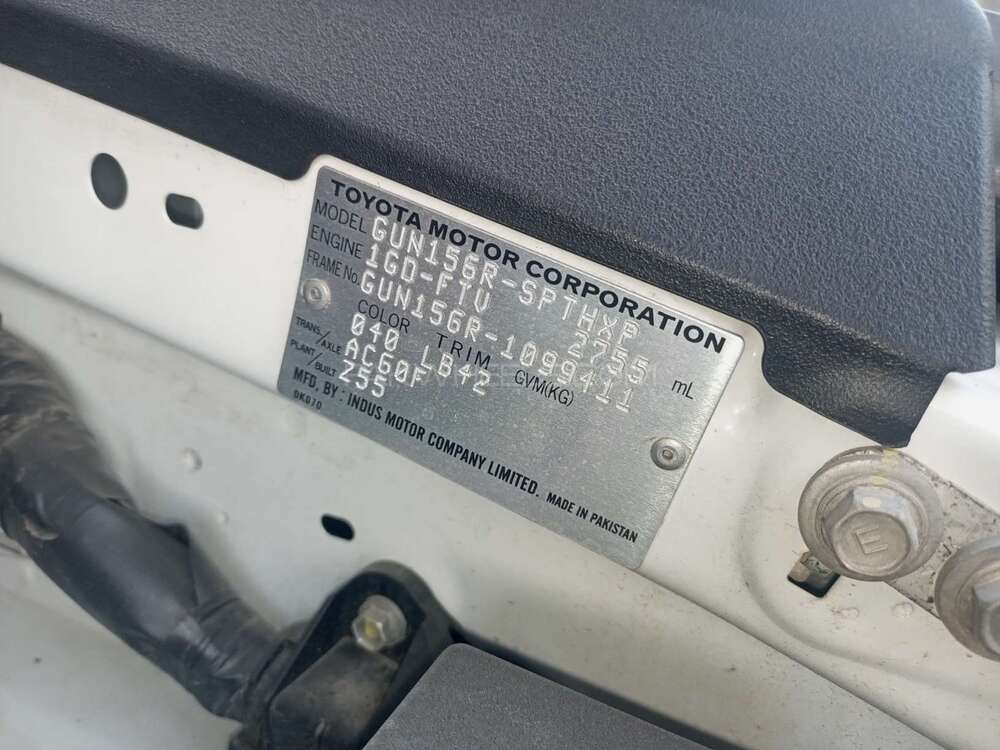 TOYOTA MOTOR CORPORATION
MODEL GUN156R-SPTHXP
ENGINE 1GD-FTV 2755 mL
FRAME No. GUN156R-1099411
COLOR TRIM GVM(KG)
040 LB42
TRANS/AXLE AC60F
PLANT/BUILT Z55
MFD, BY: INDUS MOTOR COMPANY LIMITED. MADE IN PAKISTAN
0K070
E